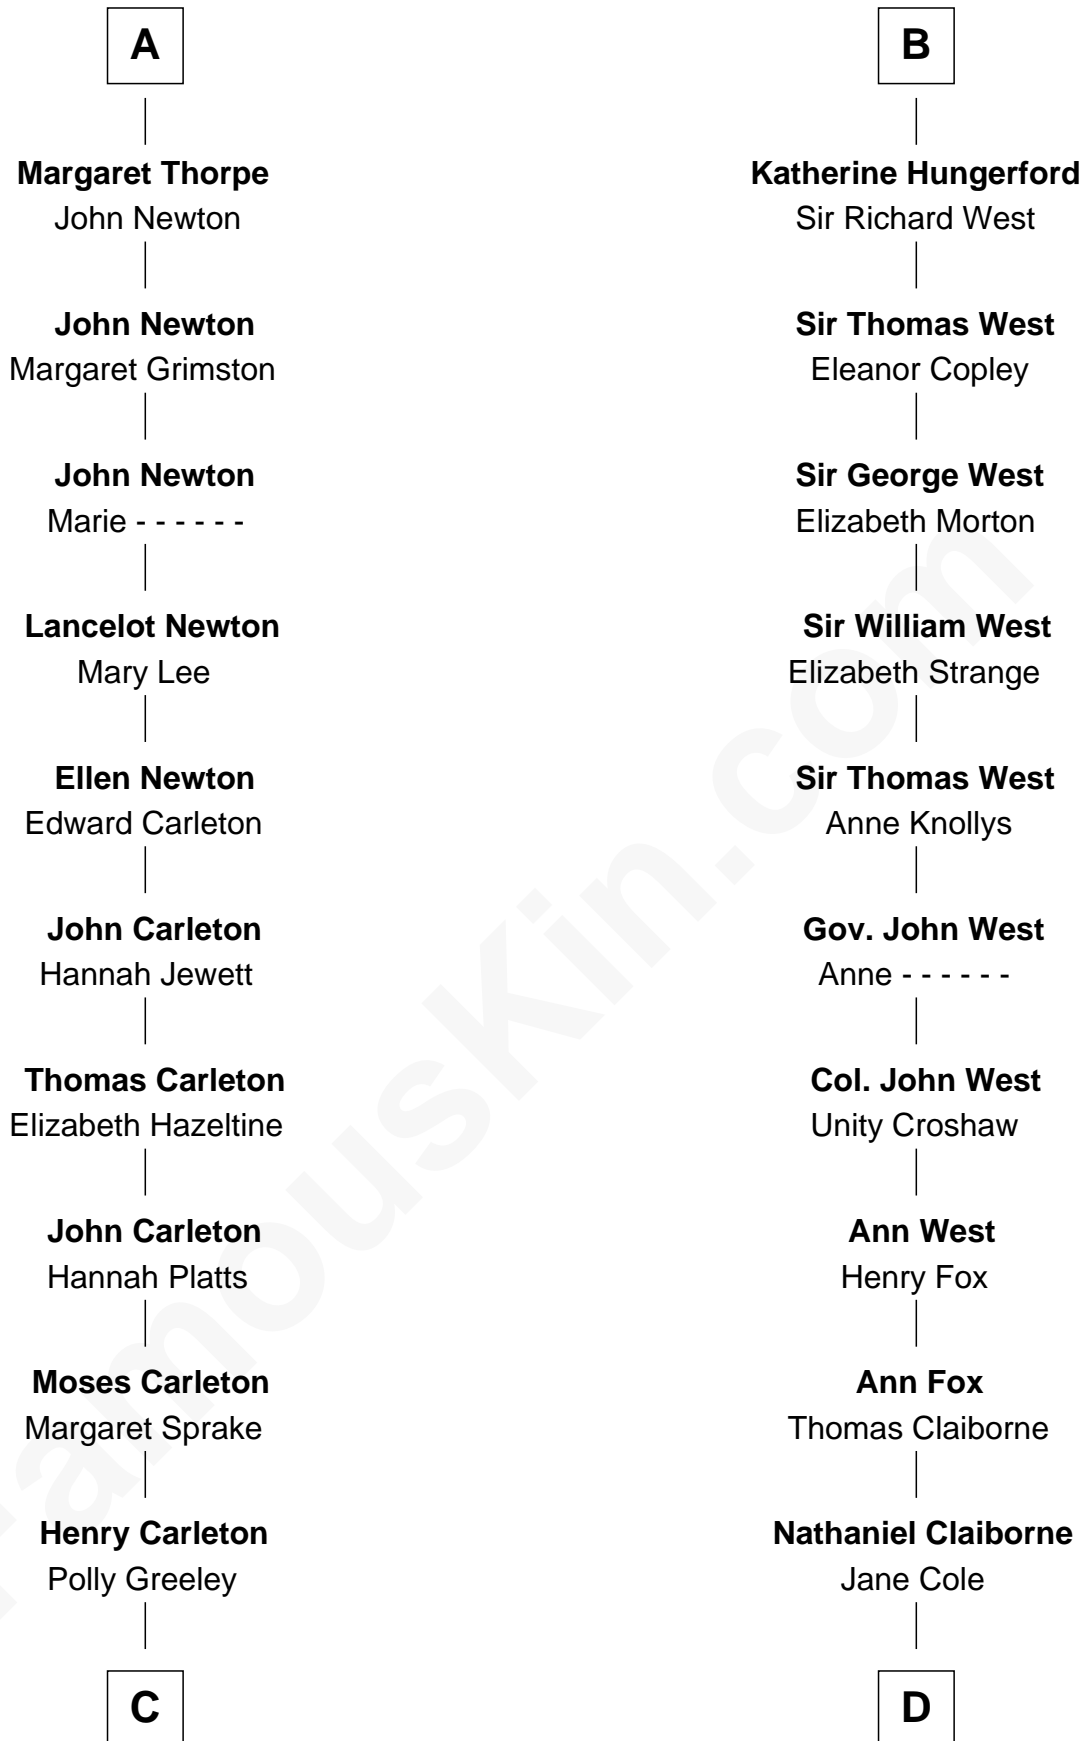 A
Margaret Thorpe
John Newton
John Newton
Margaret Grimston
John Newton
Marie - - - - - -
Lancelot Newton
Mary Lee
Ellen Newton
Edward Carleton
John Carleton
Hannah Jewett
Thomas Carleton
Elizabeth Hazeltine
John Carleton
Hannah Platts
Moses Carleton
Margaret Sprake
Henry Carleton
Polly Greeley
C
B
Katherine Hungerford
Sir Richard West
Sir Thomas West
Eleanor Copley
Sir George West
Elizabeth Morton
Sir William West
Elizabeth Strange
Sir Thomas West
Anne Knollys
Gov. John West
Anne - - - - - -
Col. John West
Unity Croshaw
Ann West
Henry Fox
Ann Fox
Thomas Claiborne
Nathaniel Claiborne
Jane Cole
D
FamousKin.com